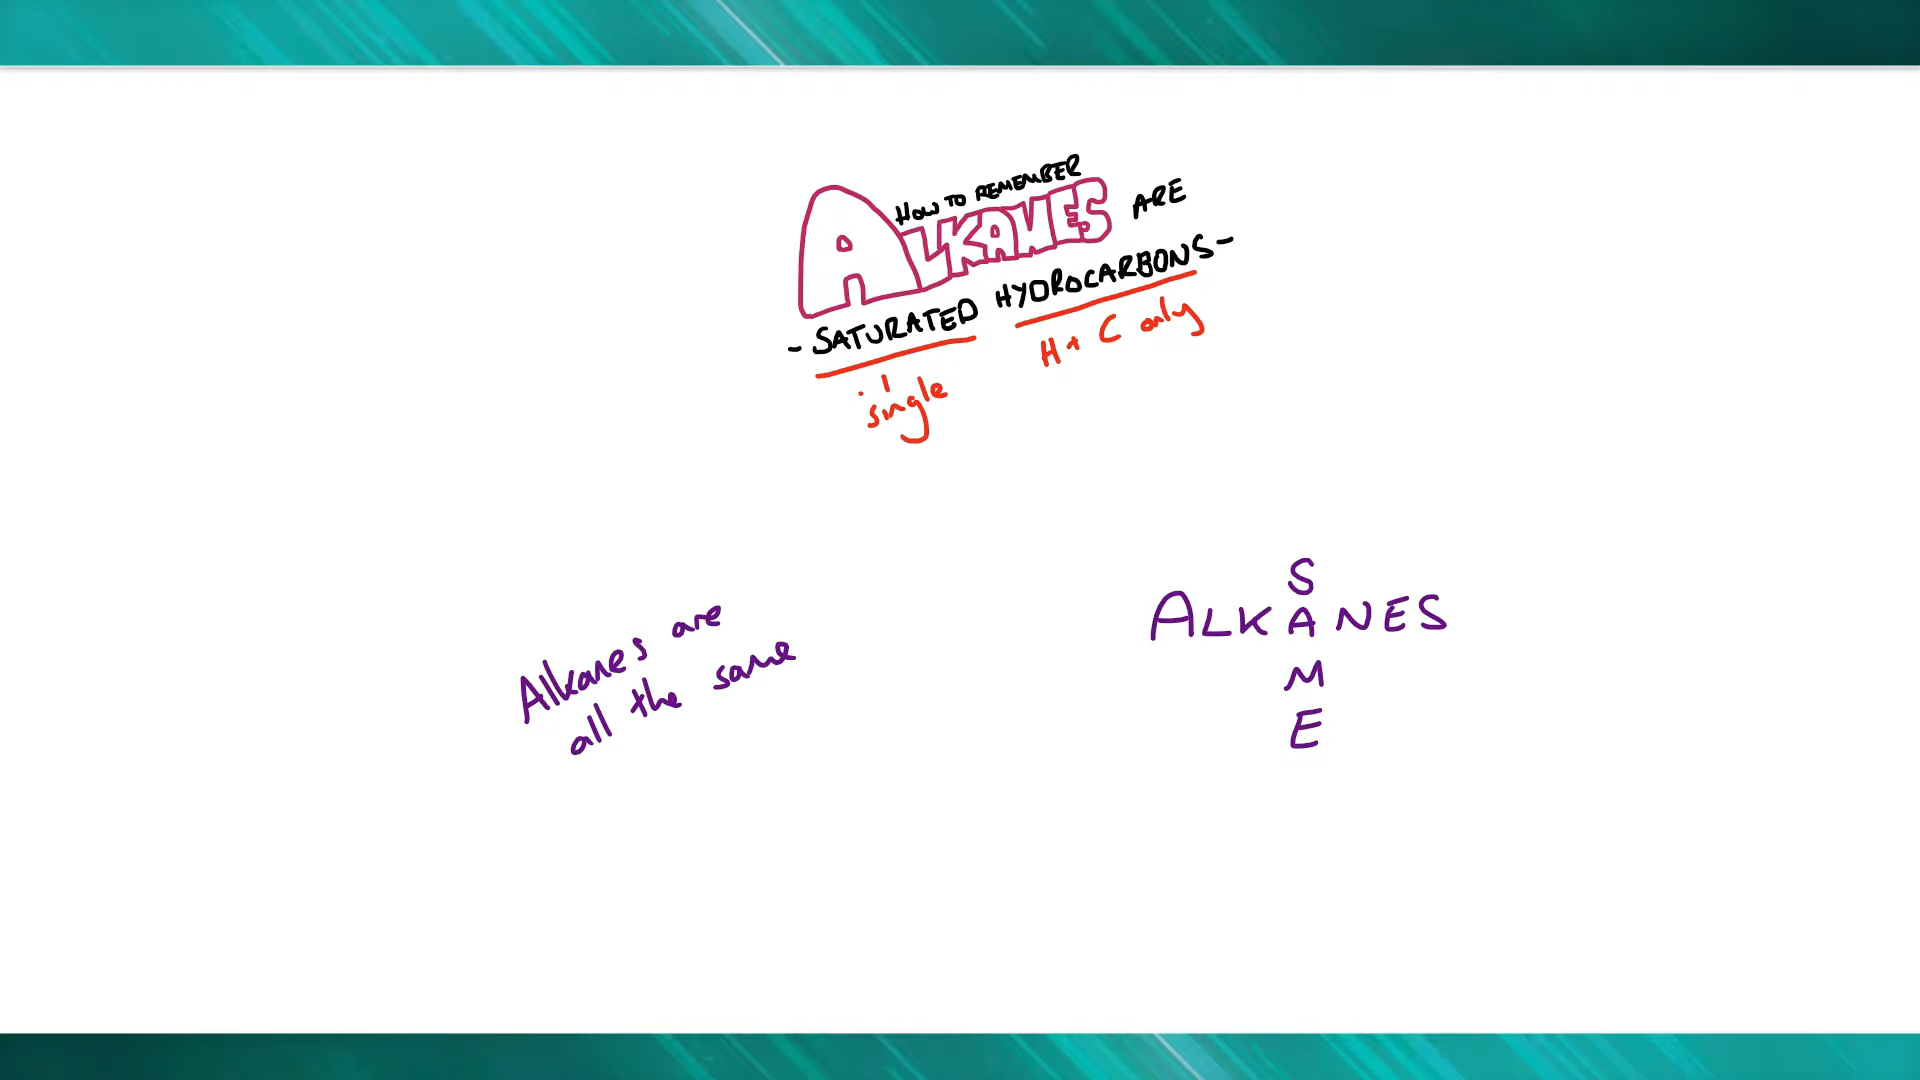 HOW TO REMEMBER
ALKANES ARE
- SATURATED HYDROCARBONS -
single
H + C only
Alkanes are
all the same
S
ALKANES
M
E